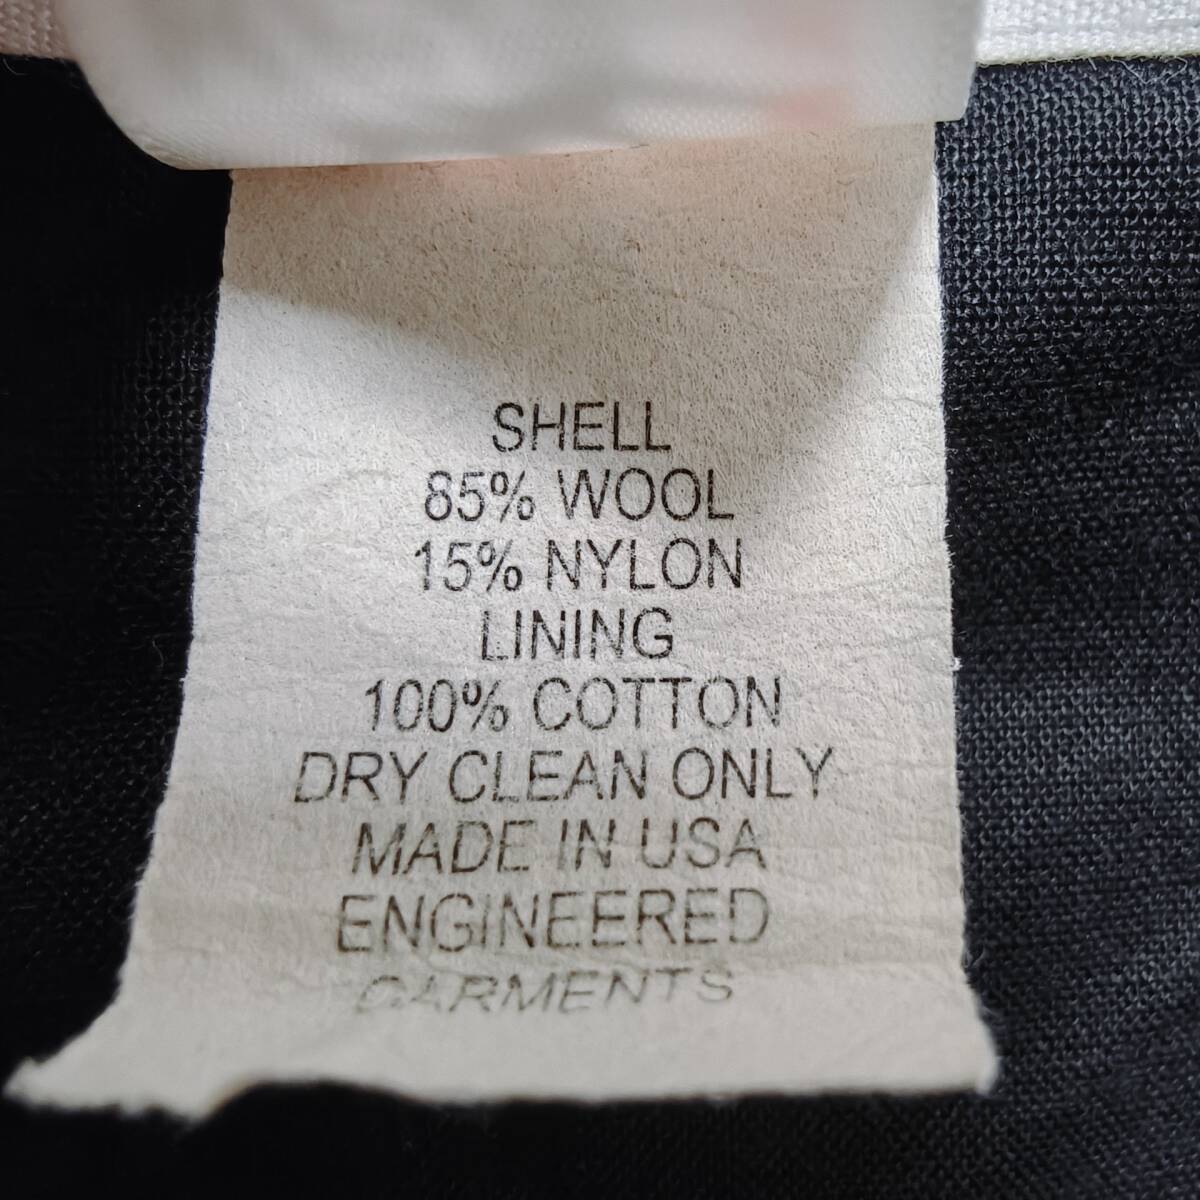 SHELL
85% WOOL
15% NYLON
LINING
100% COTTON
DRY CLEAN ONLY
MADE IN USA
ENGINEERED
GARMENTS